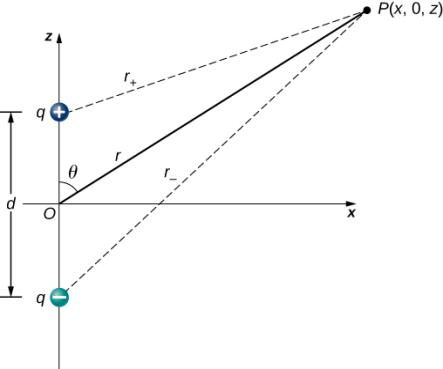 P(x, 0, z)
z
r+
q +
r
θ
r−
d
O
x
q −